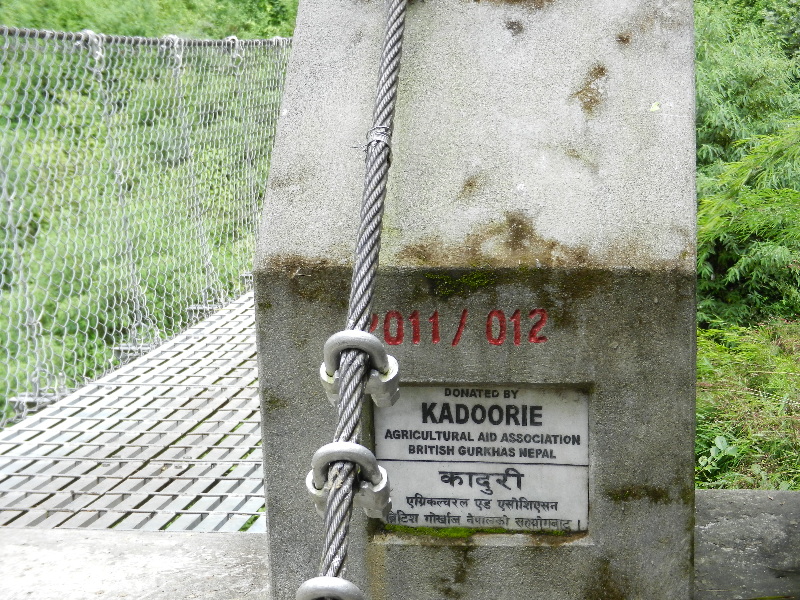 2011/012
DONATED BY
KADOORIE
AGRICULTURAL AID ASSOCIATION
BRITISH GURKHAS NEPAL
कादुरी
एग्रिकल्चरल एड एसोशिएसन
ब्रिटिश गोर्खाज नेपालको सहयोगबाट ।